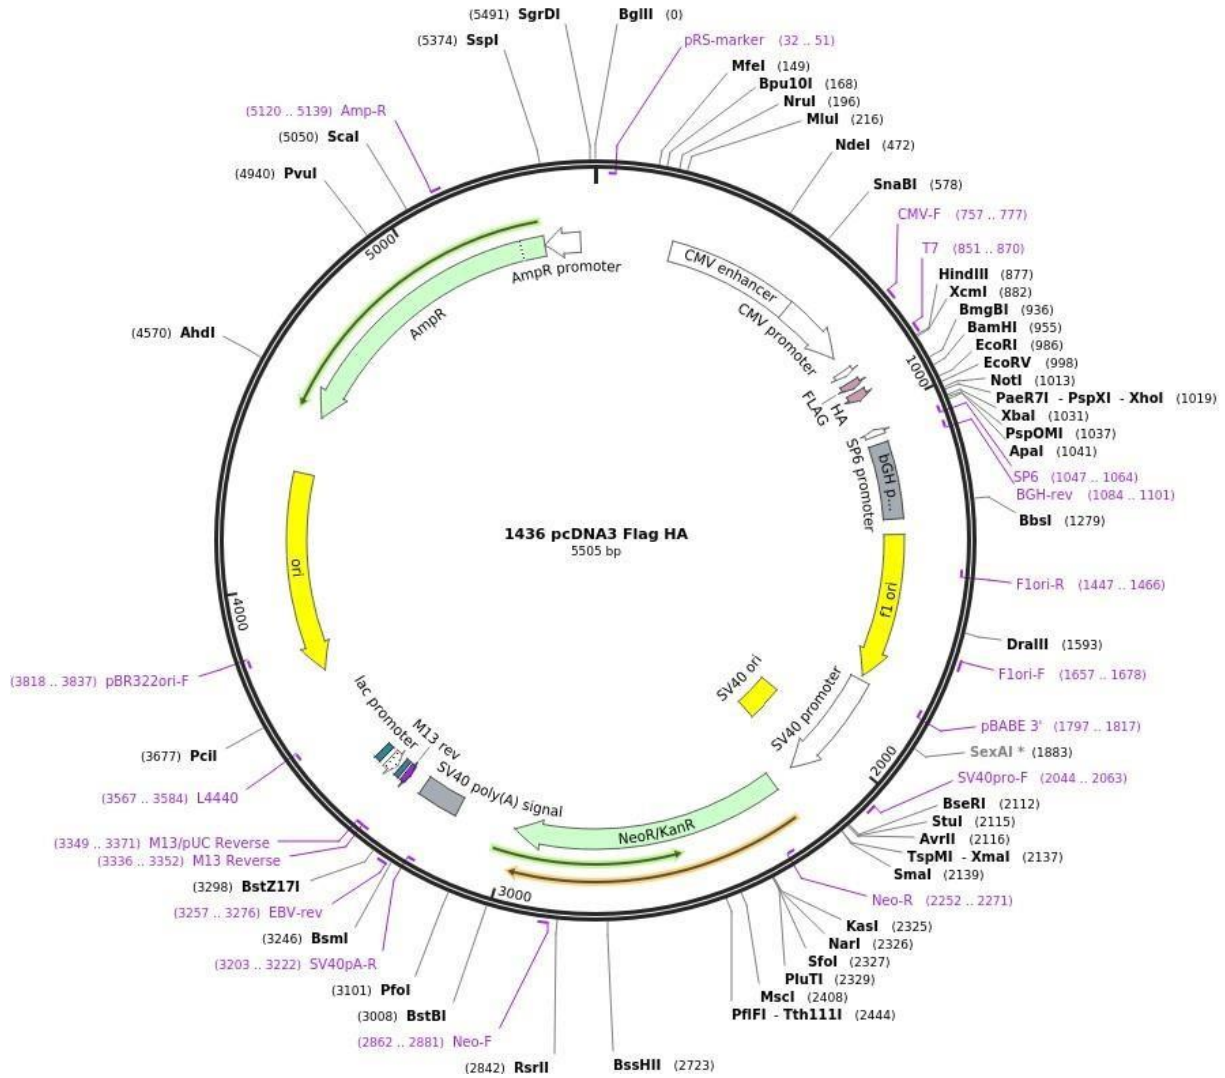 (5491) SgrDI
BglII (0)
(5374) SspI
pRS-marker (32 .. 51)
MfeI (149)
Bpu10I (168)
NruI (196)
MluI (216)
(5120 .. 5139) Amp-R
(5050) ScaI
NdeI (472)
(4940) PvuI
SnaBI (578)
CMV-F (757 .. 777)
T7 (851 .. 870)
HindIII (877)
XcmI (882)
BmgBI (936)
BamHI (955)
EcoRI (986)
EcoRV (998)
NotI (1013)
PaeR7I - PspXI - XhoI (1019)
XbaI (1031)
PspOMI (1037)
ApaI (1041)
SP6 (1047 .. 1064)
BGH-rev (1084 .. 1101)
BbsI (1279)
F1ori-R (1447 .. 1466)
DraIII (1593)
F1ori-F (1657 .. 1678)
pBABE 3' (1797 .. 1817)
SexAI * (1883)
SV40pro-F (2044 .. 2063)
BseRI (2112)
StuI (2115)
AvrII (2116)
TspMI - XmaI (2137)
SmaI (2139)
Neo-R (2252 .. 2271)
KasI (2325)
NarI (2326)
SfoI (2327)
PluTI (2329)
MscI (2408)
PflFI - Tth111I (2444)
BssHII (2723)
(2842) RsrII
(2862 .. 2881) Neo-F
(3008) BstBI
(3101) PfoI
(3203 .. 3222) SV40pA-R
(3246) BsmI
(3257 .. 3276) EBV-rev
(3298) BstZ17I
(3336 .. 3352) M13 Reverse
(3349 .. 3371) M13/pUC Reverse
(3567 .. 3584) L4440
(3677) PciI
(3818 .. 3837) pBR322ori-F
(4570) AhdI
5000
1000
2000
3000
4000
AmpR promoter
AmpR
CMV enhancer
CMV promoter
FLAG
HA
SP6 promoter
bGH p...
f1 ori
SV40 ori
SV40 promoter
NeoR/KanR
SV40 poly(A) signal
M13 rev
lac promoter
ori
1436 pcDNA3 Flag HA
5505 bp